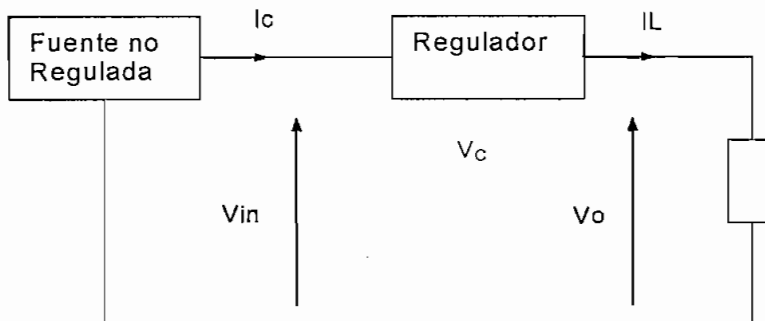 Ic
IL
Fuente no
Regulada
Regulador
Vc
Vin
Vo